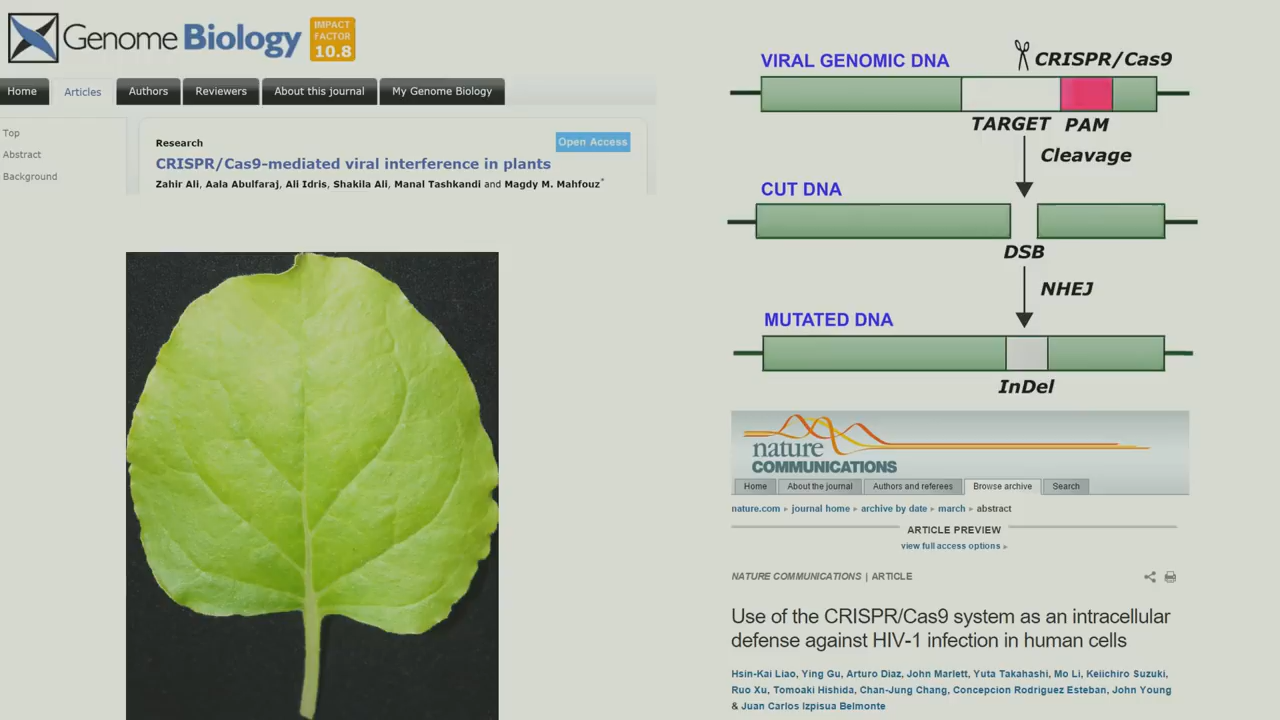 Genome Biology
IMPACT
FACTOR
10.8
Home Articles Authors Reviewers About this journal My Genome Biology
Top
Abstract
Background
Research
Open Access
CRISPR/Cas9-mediated viral interference in plants
Zahir Ali, Aala Abulfaraj, Ali Idris, Shakila Ali, Manal Tashkandi and Magdy M. Mahfouz*
CRISPR/Cas9
VIRAL GENOMIC DNA
TARGET PAM
Cleavage
CUT DNA
DSB
NHEJ
MUTATED DNA
InDel
nature
COMMUNICATIONS
Home About the journal Authors and referees Browse archive Search
nature.com ▸ journal home ▸ archive by date ▸ march ▸ abstract
ARTICLE PREVIEW
view full access options ▸
NATURE COMMUNICATIONS | ARTICLE
Use of the CRISPR/Cas9 system as an intracellular
defense against HIV-1 infection in human cells
Hsin-Kai Liao, Ying Gu, Arturo Diaz, John Marlett, Yuta Takahashi, Mo Li, Keiichiro Suzuki,
Ruo Xu, Tomoaki Hishida, Chan-Jung Chang, Concepcion Rodriguez Esteban, John Young
& Juan Carlos Izpisua Belmonte